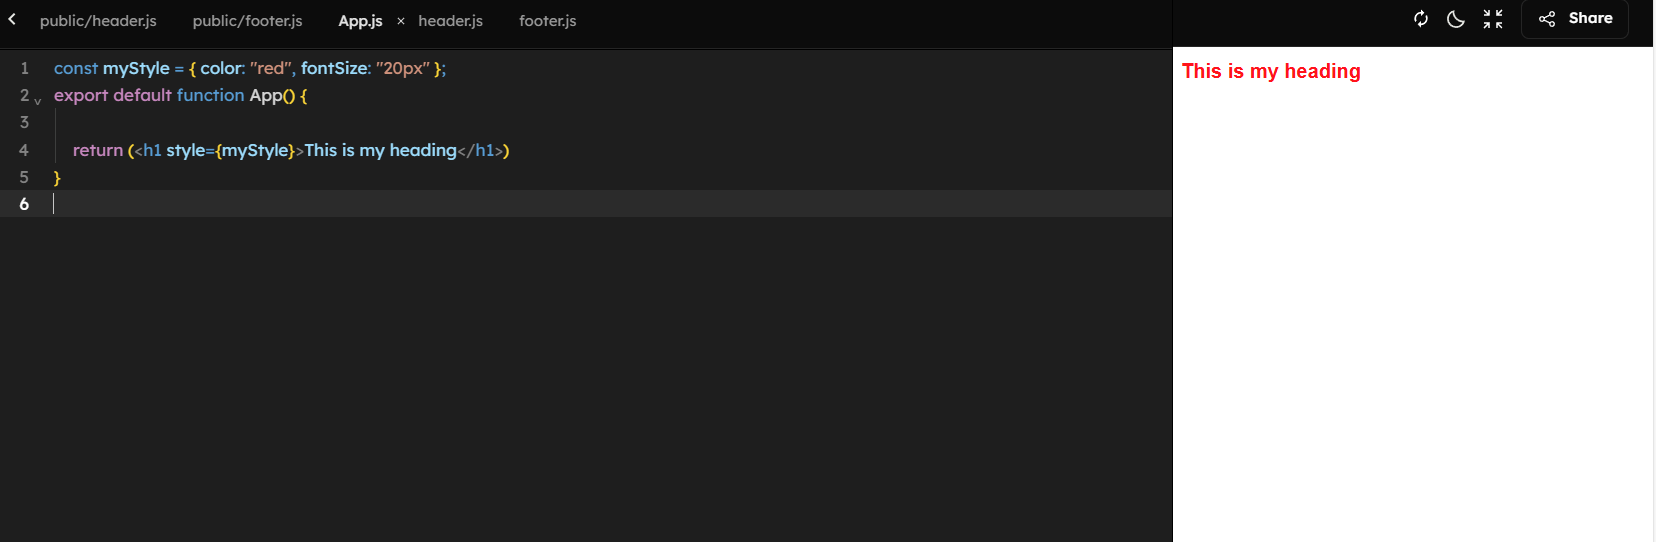 public/header.js public/footer.js App.js × header.js footer.js Share
1 const myStyle = { color: "red", fontSize: "20px" };
2 export default function App() {
3
4 return (<h1 style={myStyle}>This is my heading</h1>)
5 }
6
This is my heading